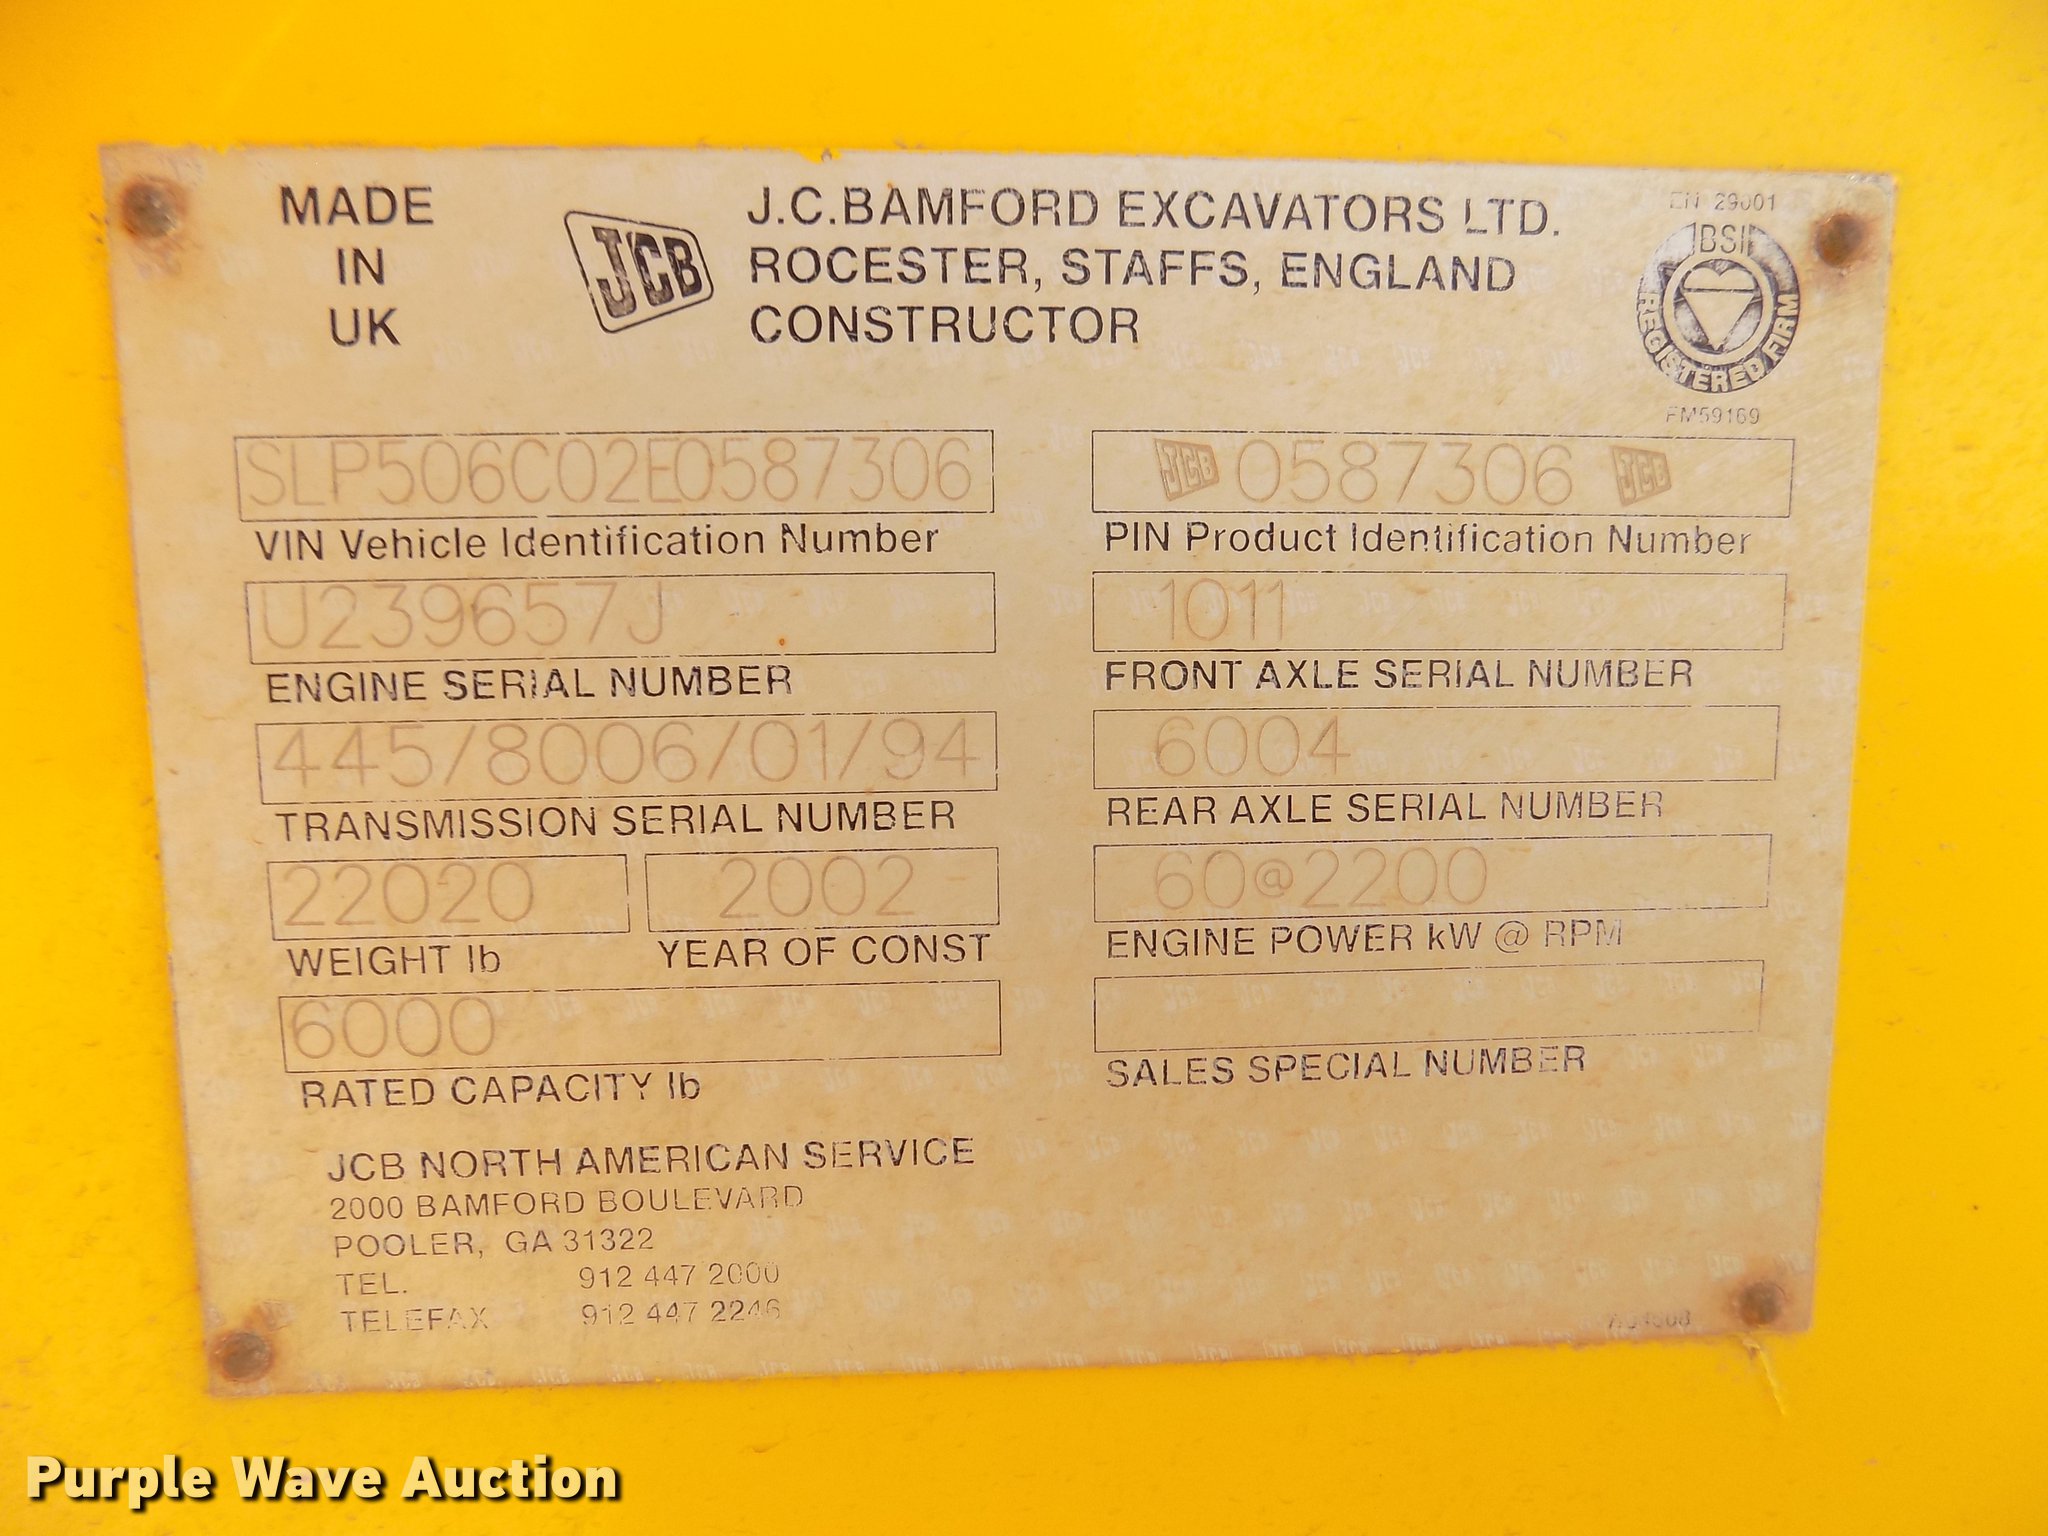 MADE
IN
UK
JCB
J.C.BAMFORD EXCAVATORS LTD.
ROCESTER, STAFFS, ENGLAND
CONSTRUCTOR
EN 29001
BSI
REGISTERED FIRM
FM59169
SLP506C02E0587306
VIN Vehicle Identification Number
JCB 0587306 JCB
PIN Product Identification Number
U239657J
ENGINE SERIAL NUMBER
1011
FRONT AXLE SERIAL NUMBER
445/8006/01/94
TRANSMISSION SERIAL NUMBER
6004
REAR AXLE SERIAL NUMBER
22020
WEIGHT lb
2002
YEAR OF CONST
60@2200
ENGINE POWER kW @ RPM
6000
RATED CAPACITY lb
SALES SPECIAL NUMBER
JCB NORTH AMERICAN SERVICE
2000 BAMFORD BOULEVARD
POOLER, GA 31322
TEL. 912 447 2000
TELEFAX 912 447 2246
Purple Wave Auction